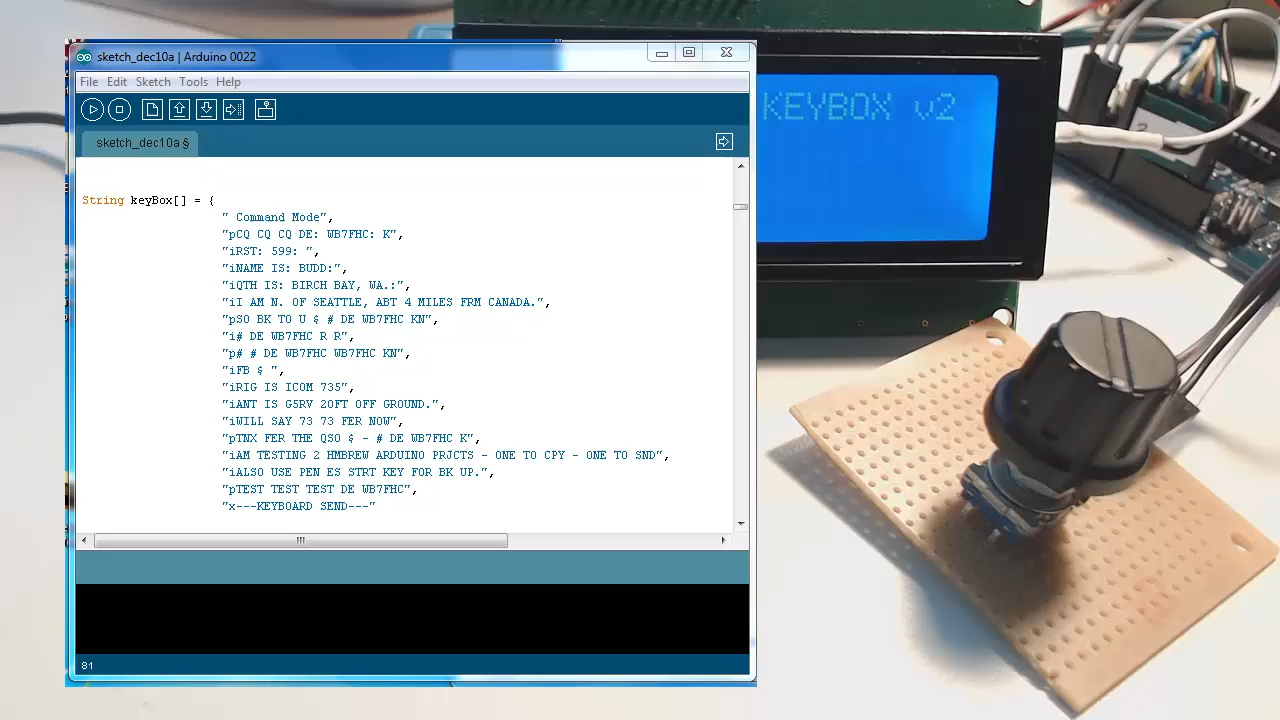 sketch_dec10a | Arduino 0022
File Edit Sketch Tools Help
sketch_dec10a §
String keyBox[] = {
" Command Mode",
"pCQ CQ CQ DE: WB7FHC: K",
"iRST: 599: ",
"iNAME IS: BUDD:",
"iQTH IS: BIRCH BAY, WA.:",
"iI AM N. OF SEATTLE, ABT 4 MILES FRM CANADA.",
"pSO BK TO U $ # DE WB7FHC KN",
"i# DE WB7FHC R R",
"p# # DE WB7FHC WB7FHC KN",
"iFB $ ",
"iRIG IS ICOM 735",
"iANT IS G5RV 20FT OFF GROUND.",
"iWILL SAY 73 73 FER NOW",
"pTNX FER THE QSO $ - # DE WB7FHC K",
"iAM TESTING 2 HMBREW ARDUINO PRJCTS - ONE TO CPY - ONE TO SND",
"iALSO USE PEN ES STRT KEY FOR BK UP.",
"pTEST TEST TEST DE WB7FHC",
"x---KEYBOARD SEND---"
81
KEYBOX v2